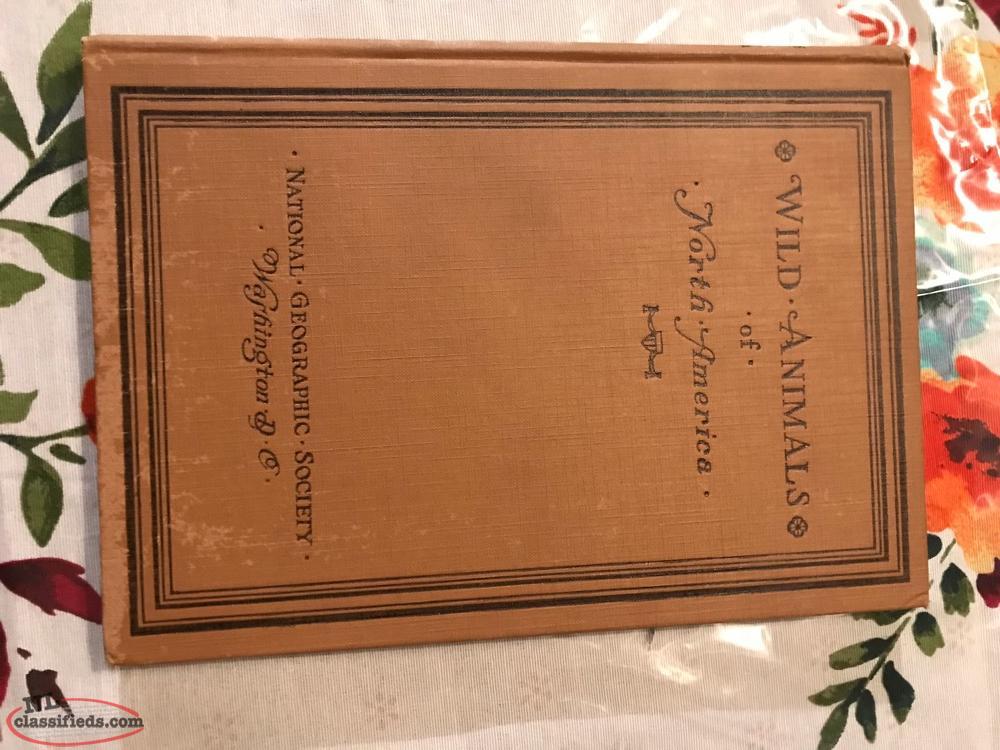 WILD · ANIMALS
· of ·
· North · America ·
· NATIONAL · GEOGRAPHIC · SOCIETY ·
· Washington D · C ·
NL
classifieds.com